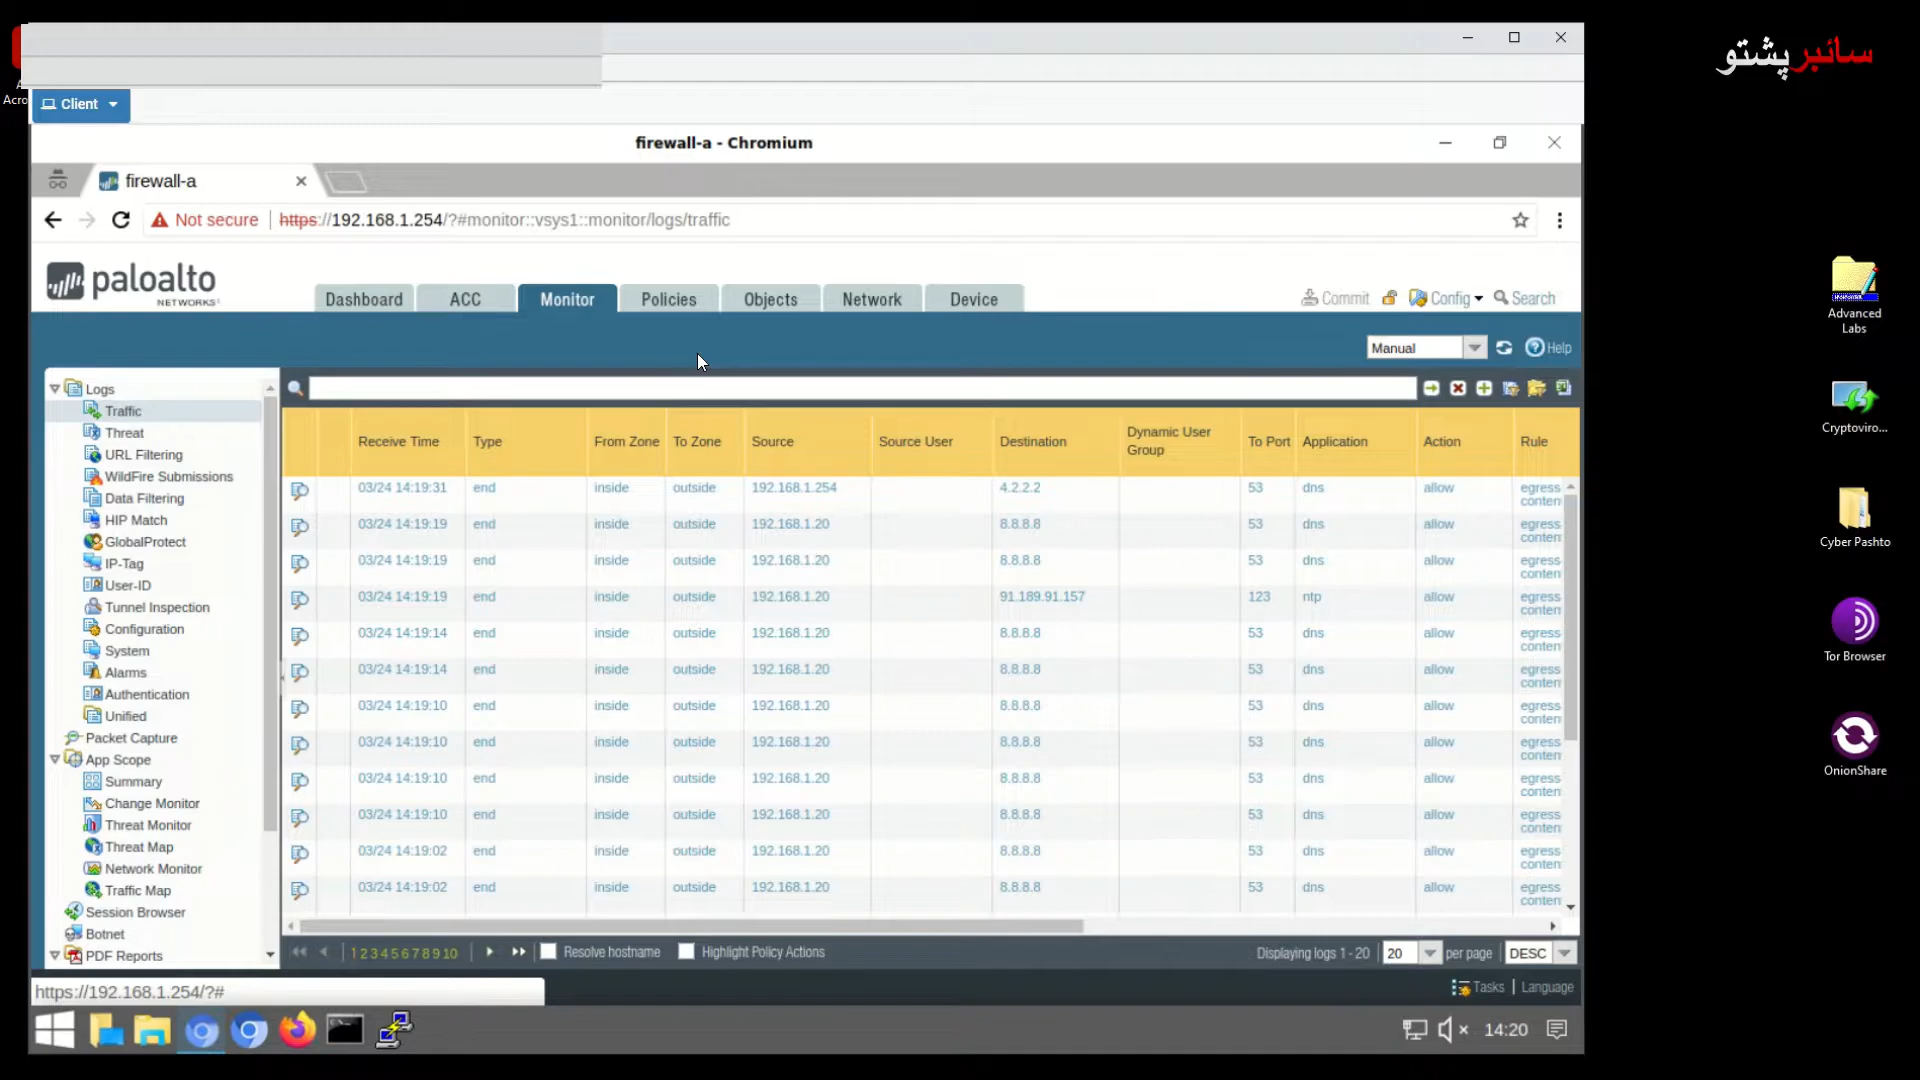 سائبر پشتو
Acro
Client
firewall-a - Chromium
firewall-a
Not secure
https://192.168.1.254/?#monitor::vsys1::monitor/logs/traffic
paloalto
NETWORKS
Dashboard ACC Monitor Policies Objects Network Device
Commit Config Search
Manual Help
Logs
Traffic
Threat
URL Filtering
WildFire Submissions
Data Filtering
HIP Match
GlobalProtect
IP-Tag
User-ID
Tunnel Inspection
Configuration
System
Alarms
Authentication
Unified
Packet Capture
App Scope
Summary
Change Monitor
Threat Monitor
Threat Map
Network Monitor
Traffic Map
Session Browser
Botnet
PDF Reports
Receive Time Type From Zone To Zone Source Source User Destination Dynamic User Group To Port Application Action Rule
03/24 14:19:31 end inside outside 192.168.1.254 4.2.2.2 53 dns allow egress
03/24 14:19:19 end inside outside 192.168.1.20 8.8.8.8 53 dns allow egress
03/24 14:19:19 end inside outside 192.168.1.20 8.8.8.8 53 dns allow egress
03/24 14:19:19 end inside outside 192.168.1.20 91.189.91.157 123 ntp allow egress
03/24 14:19:14 end inside outside 192.168.1.20 8.8.8.8 53 dns allow egress
03/24 14:19:14 end inside outside 192.168.1.20 8.8.8.8 53 dns allow egress
03/24 14:19:10 end inside outside 192.168.1.20 8.8.8.8 53 dns allow egress
03/24 14:19:10 end inside outside 192.168.1.20 8.8.8.8 53 dns allow egress
03/24 14:19:10 end inside outside 192.168.1.20 8.8.8.8 53 dns allow egress
03/24 14:19:10 end inside outside 192.168.1.20 8.8.8.8 53 dns allow egress
03/24 14:19:02 end inside outside 192.168.1.20 8.8.8.8 53 dns allow egress
03/24 14:19:02 end inside outside 192.168.1.20 8.8.8.8 53 dns allow egress
1 2 3 4 5 6 7 8 9 10 Resolve hostname Highlight Policy Actions Displaying logs 1 - 20 20 per page DESC
https://192.168.1.254/?#
Tasks | Language
14:20
Advanced
Labs
Cryptoviro...
Cyber Pashto
Tor Browser
OnionShare